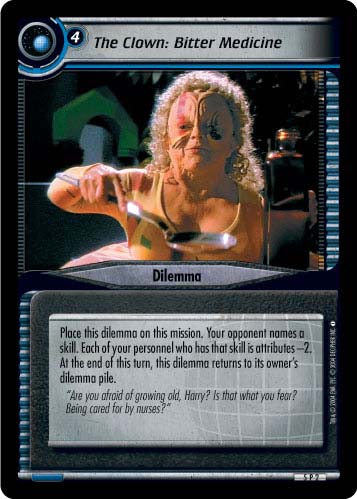 4
The Clown: Bitter Medicine
Dilemma
Place this dilemma on this mission. Your opponent names a
skill. Each of your personnel who has that skill is attributes –2.
At the end of this turn, this dilemma returns to its owner's
dilemma pile.
"Are you afraid of growing old, Harry? Is that what you fear?
Being cared for by nurses?"